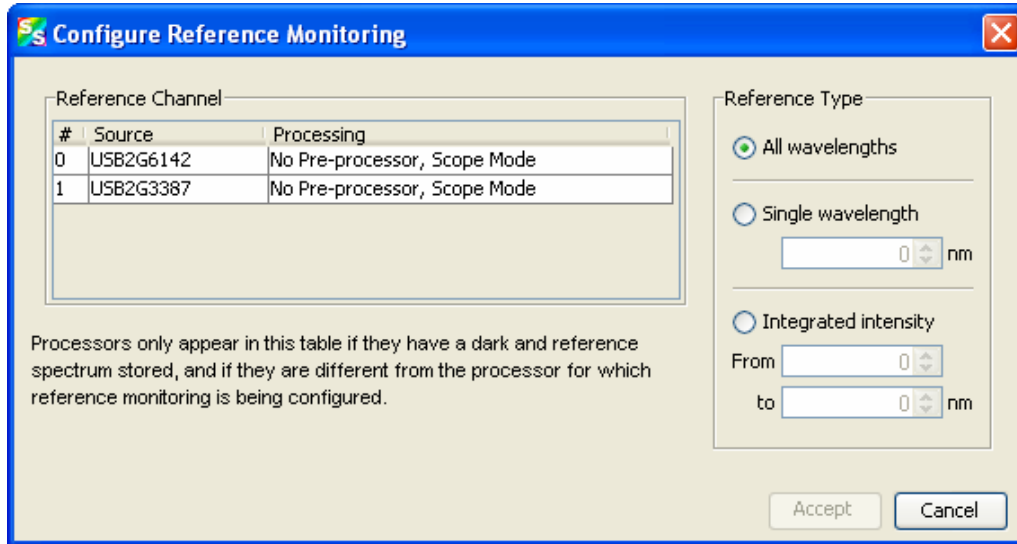 SS Configure Reference Monitoring
Reference Channel
# Source Processing
0 USB2G6142 No Pre-processor, Scope Mode
1 USB2G3387 No Pre-processor, Scope Mode
Processors only appear in this table if they have a dark and reference
spectrum stored, and if they are different from the processor for which
reference monitoring is being configured.
Reference Type
All wavelengths
Single wavelength
0 nm
Integrated intensity
From 0
to 0 nm
Accept Cancel